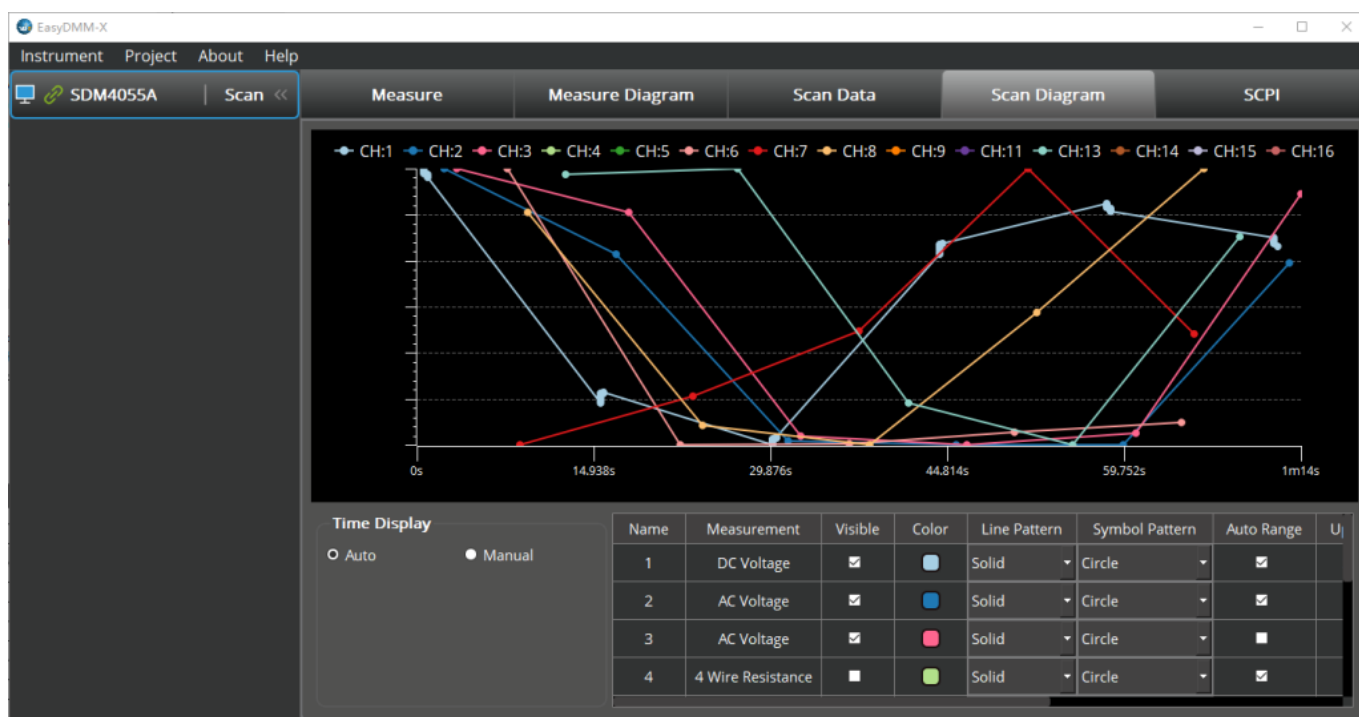 EasyDMM-X
Instrument Project About Help
SDM4055A | Scan
Measure Measure Diagram Scan Data Scan Diagram SCPI
CH:1 CH:2 CH:3 CH:4 CH:5 CH:6 CH:7 CH:8 CH:9 CH:11 CH:13 CH:14 CH:15 CH:16
0s 14.938s 29.876s 44.814s 59.752s 1m14s
Time Display
Auto Manual
Name Measurement Visible Color Line Pattern Symbol Pattern Auto Range
1 DC Voltage Solid Circle
2 AC Voltage Solid Circle
3 AC Voltage Solid Circle
4 4 Wire Resistance Solid Circle